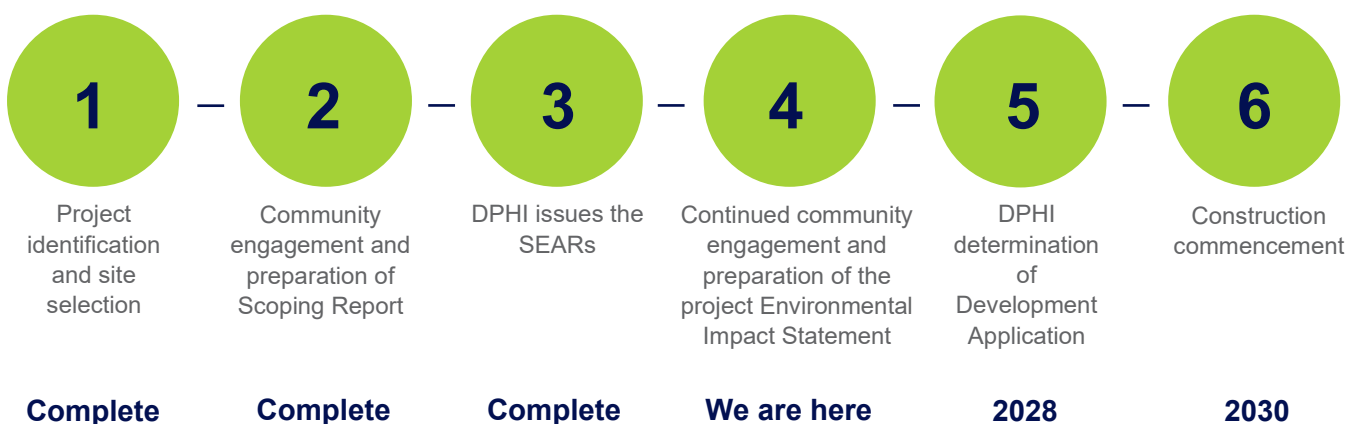 1
2
3
4
5
6
Project
identification
and site
selection
Community
engagement and
preparation of
Scoping Report
DPHI issues the
SEARs
Continued community
engagement and
preparation of the
project Environmental
Impact Statement
DPHI
determination
of
Development
Application
Construction
commencement
Complete
Complete
Complete
We are here
2028
2030